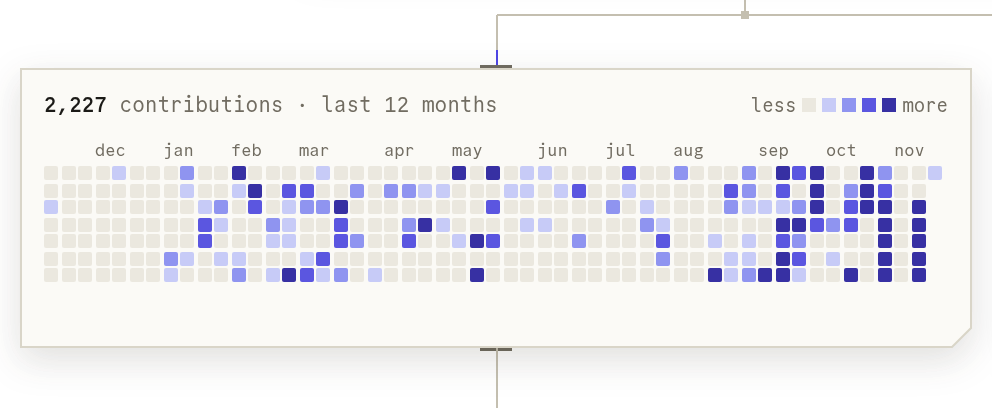 2,227 contributions · last 12 months
less more
dec jan feb mar apr may jun jul aug sep oct nov